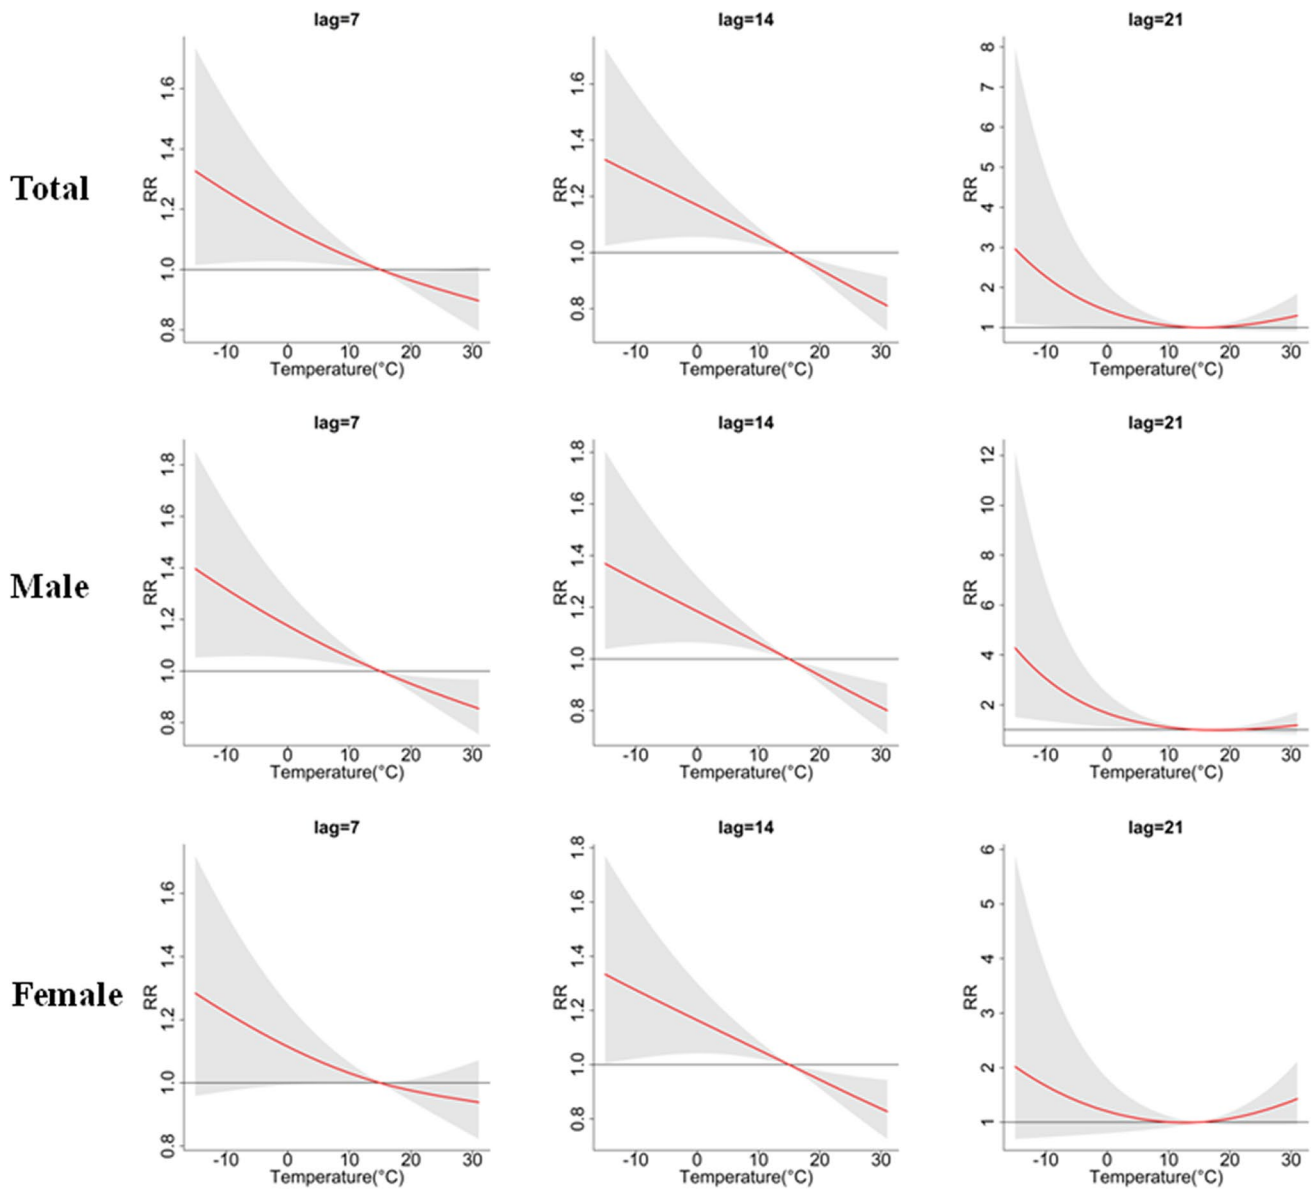 lag=7
lag=14
lag=21
Total
RR
0.8 1.0 1.2 1.4 1.6
-10 0 10 20 30
Temperature(°C)
RR
0.8 1.0 1.2 1.4 1.6
-10 0 10 20 30
Temperature(°C)
RR
1 2 3 4 5 6 7 8
-10 0 10 20 30
Temperature(°C)
lag=7
lag=14
lag=21
Male
RR
0.8 1.0 1.2 1.4 1.6 1.8
-10 0 10 20 30
Temperature(°C)
RR
0.8 1.0 1.2 1.4 1.6 1.8
-10 0 10 20 30
Temperature(°C)
RR
2 4 6 8 10 12
-10 0 10 20 30
Temperature(°C)
lag=7
lag=14
lag=21
Female
RR
0.8 1.0 1.2 1.4 1.6
-10 0 10 20 30
Temperature(°C)
RR
0.8 1.0 1.2 1.4 1.6 1.8
-10 0 10 20 30
Temperature(°C)
RR
1 2 3 4 5 6
-10 0 10 20 30
Temperature(°C)